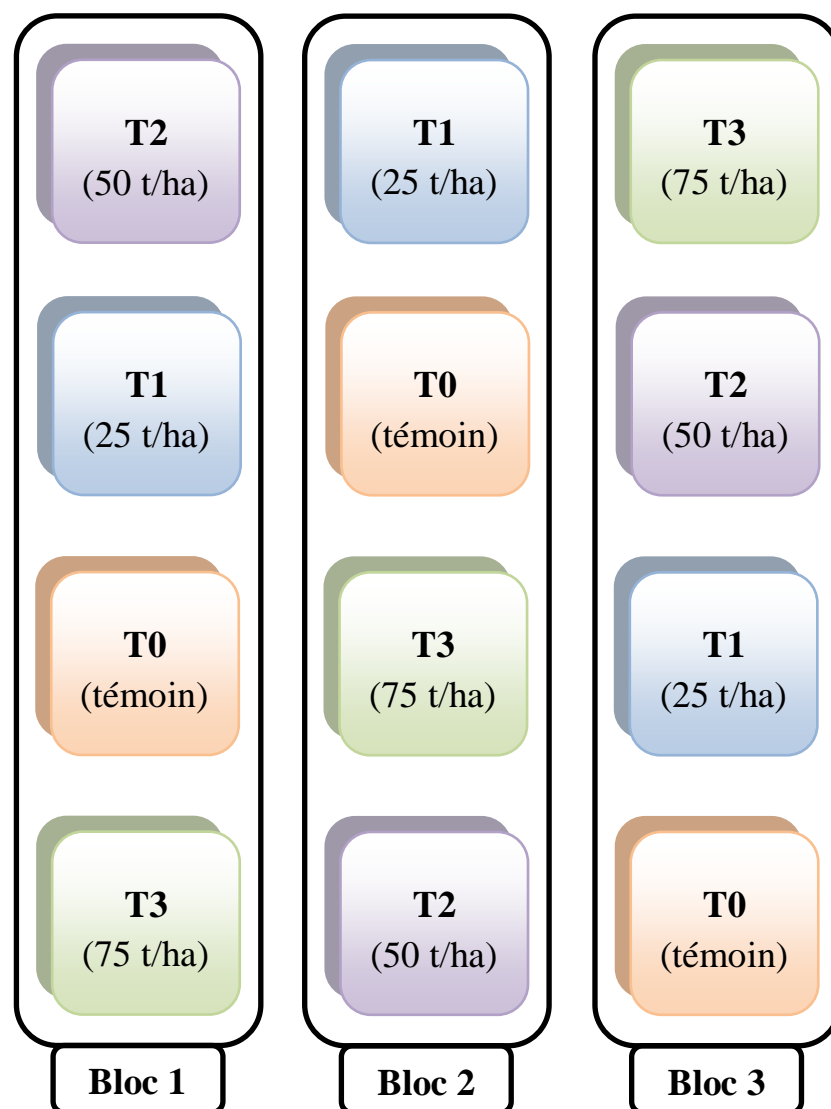 T2
(50 t/ha)
T1
(25 t/ha)
T0
(témoin)
T3
(75 t/ha)
Bloc 1
T1
(25 t/ha)
T0
(témoin)
T3
(75 t/ha)
T2
(50 t/ha)
Bloc 2
T3
(75 t/ha)
T2
(50 t/ha)
T1
(25 t/ha)
T0
(témoin)
Bloc 3